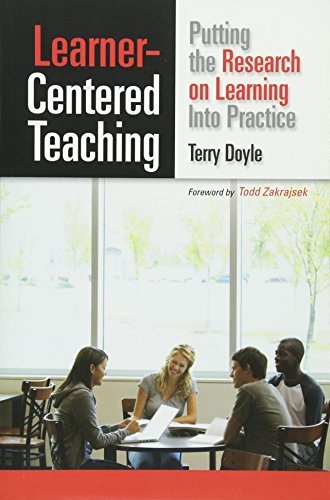 Learner-
Centered
Teaching
Putting
the Research
on Learning
Into Practice
Terry Doyle
Foreword by Todd Zakrajsek